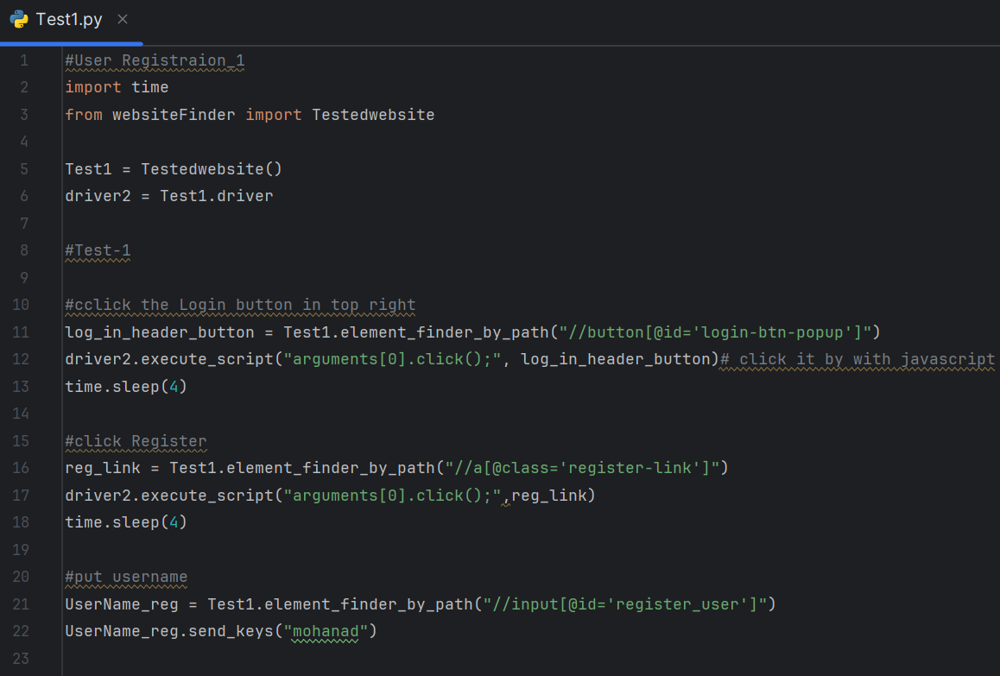 Test1.py
1 #User Registraion_1
2 import time
3 from websiteFinder import Testedwebsite
4
5 Test1 = Testedwebsite()
6 driver2 = Test1.driver
7
8 #Test-1
9
10 #cclick the Login button in top right
11 log_in_header_button = Test1.element_finder_by_path("//button[@id='login-btn-popup']")
12 driver2.execute_script("arguments[0].click();", log_in_header_button)# click it by with javascript
13 time.sleep(4)
14
15 #click Register
16 reg_link = Test1.element_finder_by_path("//a[@class='register-link']")
17 driver2.execute_script("arguments[0].click();",reg_link)
18 time.sleep(4)
19
20 #put username
21 UserName_reg = Test1.element_finder_by_path("//input[@id='register_user']")
22 UserName_reg.send_keys("mohanad")
23